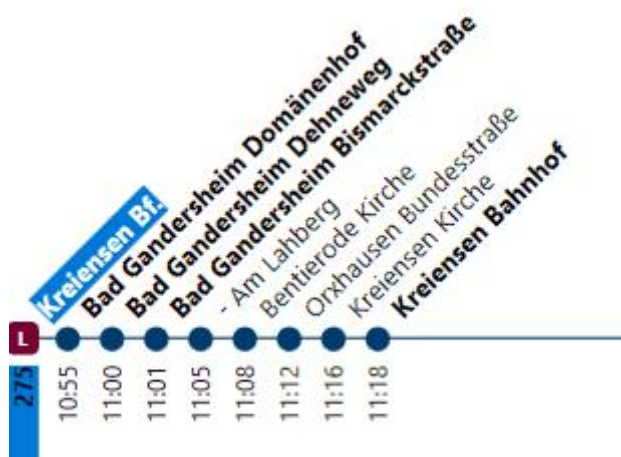 Kreiensen Bf.
Bad Gandersheim Domänenhof
Bad Gandersheim Dehneweg
Bad Gandersheim Bismarckstraße
- Am Lahberg
Bentierode Kirche
Orxhausen Bundesstraße
Kreiensen Kirche
Kreiensen Bahnhof
L
275
10:55
11:00
11:01
11:05
11:08
11:12
11:16
11:18